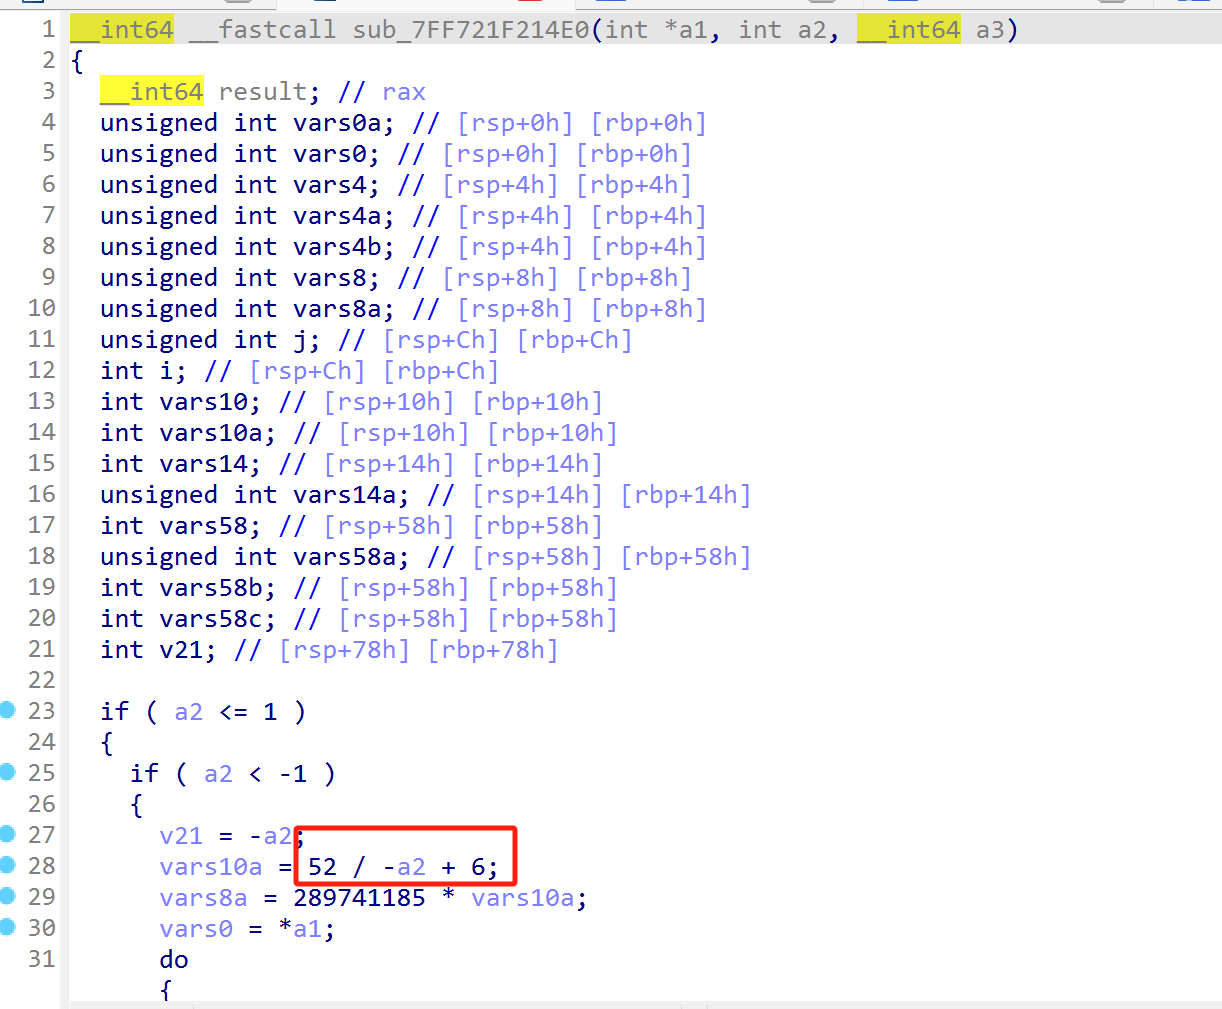 1 __int64 __fastcall sub_7FF721F214E0(int *a1, int a2, __int64 a3)
2 {
3 __int64 result; // rax
4 unsigned int vars0a; // [rsp+0h] [rbp+0h]
5 unsigned int vars0; // [rsp+0h] [rbp+0h]
6 unsigned int vars4; // [rsp+4h] [rbp+4h]
7 unsigned int vars4a; // [rsp+4h] [rbp+4h]
8 unsigned int vars4b; // [rsp+4h] [rbp+4h]
9 unsigned int vars8; // [rsp+8h] [rbp+8h]
10 unsigned int vars8a; // [rsp+8h] [rbp+8h]
11 unsigned int j; // [rsp+Ch] [rbp+Ch]
12 int i; // [rsp+Ch] [rbp+Ch]
13 int vars10; // [rsp+10h] [rbp+10h]
14 int vars10a; // [rsp+10h] [rbp+10h]
15 int vars14; // [rsp+14h] [rbp+14h]
16 unsigned int vars14a; // [rsp+14h] [rbp+14h]
17 int vars58; // [rsp+58h] [rbp+58h]
18 unsigned int vars58a; // [rsp+58h] [rbp+58h]
19 int vars58b; // [rsp+58h] [rbp+58h]
20 int vars58c; // [rsp+58h] [rbp+58h]
21 int v21; // [rsp+78h] [rbp+78h]
22
23 if ( a2 <= 1 )
24 {
25 if ( a2 < -1 )
26 {
27 v21 = -a2;
28 vars10a = 52 / -a2 + 6;
29 vars8a = 289741185 * vars10a;
30 vars0 = *a1;
31 do
{